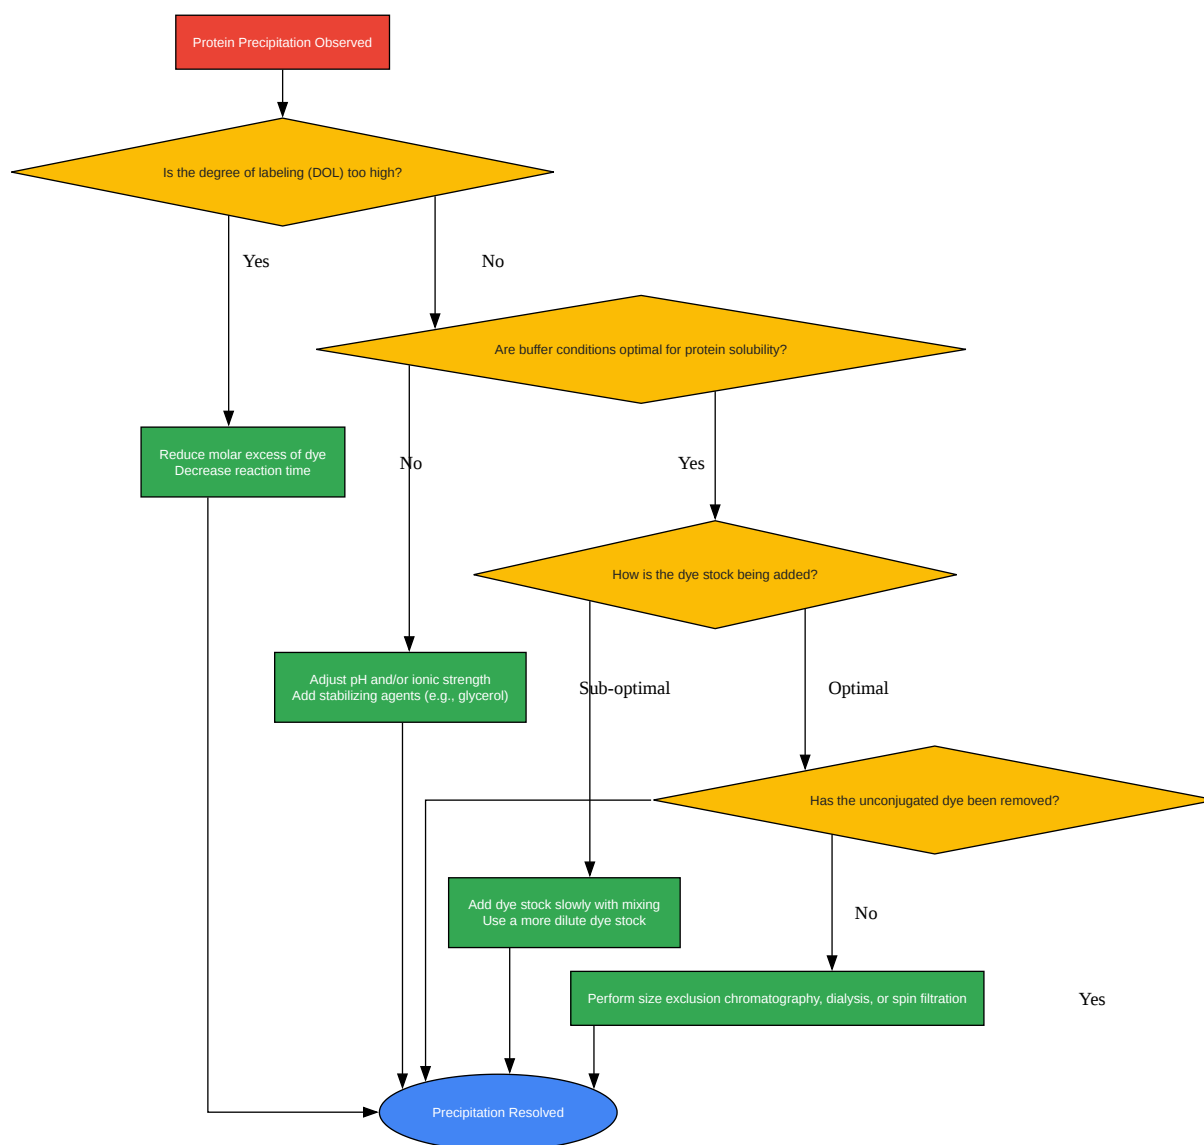 Protein Precipitation Observed
Is the degree of labeling (DOL) too high?
Yes
No
Are buffer conditions optimal for protein solubility?
Reduce molar excess of dye
Decrease reaction time
No
Yes
How is the dye stock being added?
Adjust pH and/or ionic strength
Add stabilizing agents (e.g., glycerol)
Sub-optimal
Optimal
Has the unconjugated dye been removed?
Add dye stock slowly with mixing
Use a more dilute dye stock
No
Perform size exclusion chromatography, dialysis, or spin filtration
Yes
Precipitation Resolved